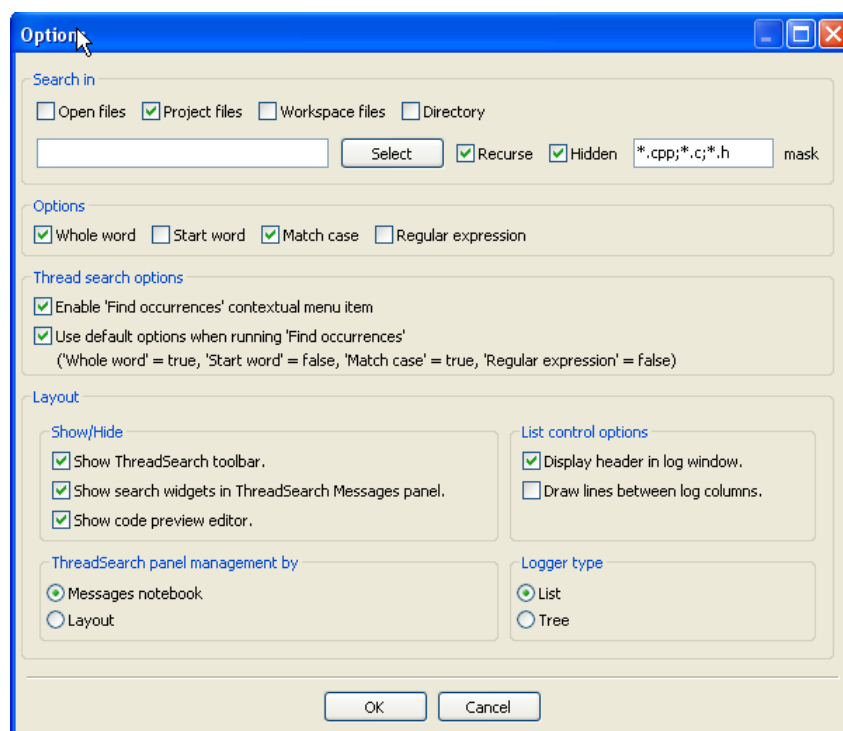 Options
Search in
Open files Project files Workspace files Directory
Select Recurse Hidden *.cpp;*.c;*.h mask
Options
Whole word Start word Match case Regular expression
Thread search options
Enable 'Find occurrences' contextual menu item
Use default options when running 'Find occurrences'
('Whole word' = true, 'Start word' = false, 'Match case' = true, 'Regular expression' = false)
Layout
Show/Hide
Show ThreadSearch toolbar.
Show search widgets in ThreadSearch Messages panel.
Show code preview editor.
List control options
Display header in log window.
Draw lines between log columns.
ThreadSearch panel management by
Messages notebook
Layout
Logger type
List
Tree
OK Cancel